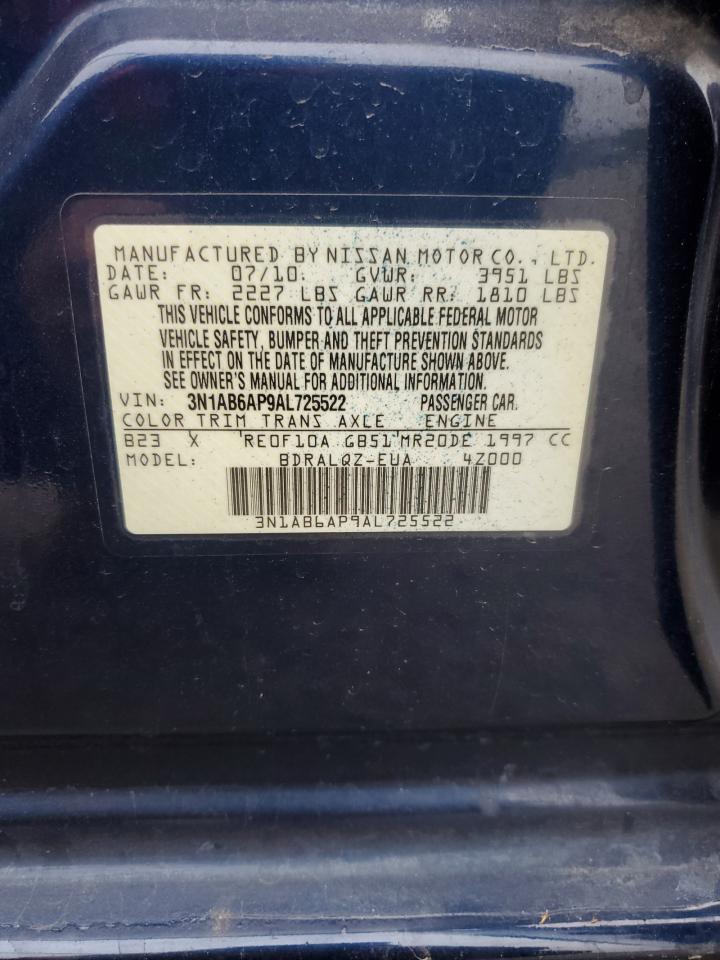 MANUFACTURED BY NISSAN MOTOR CO., LTD.
DATE: 07/10. GVWR: 3951 LBS
GAWR FR: 2227 LBS GAWR RR: 1810 LBS
THIS VEHICLE CONFORMS TO ALL APPLICABLE FEDERAL MOTOR
VEHICLE SAFETY, BUMPER AND THEFT PREVENTION STANDARDS
IN EFFECT ON THE DATE OF MANUFACTURE SHOWN ABOVE.
SEE OWNER'S MANUAL FOR ADDITIONAL INFORMATION.
VIN: 3N1AB6AP9AL725522 PASSENGER CAR.
COLOR TRIM TRANS AXLE ENGINE
B23 X RE0F10A GB51 MR20DE 1997 CC
MODEL: BDRALQZ-EUA 4Z000
3N1AB6AP9AL725522